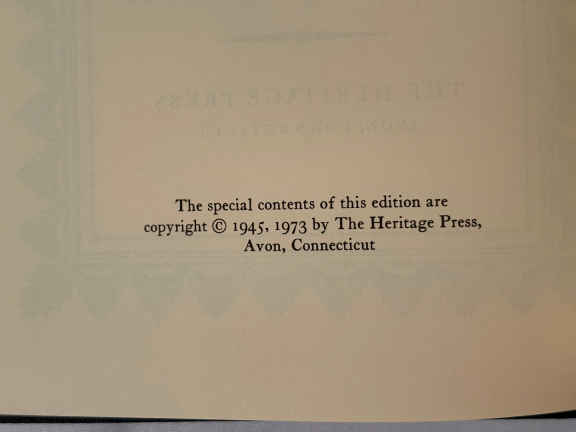 The special contents of this edition are
copyright © 1945, 1973 by The Heritage Press,
Avon, Connecticut